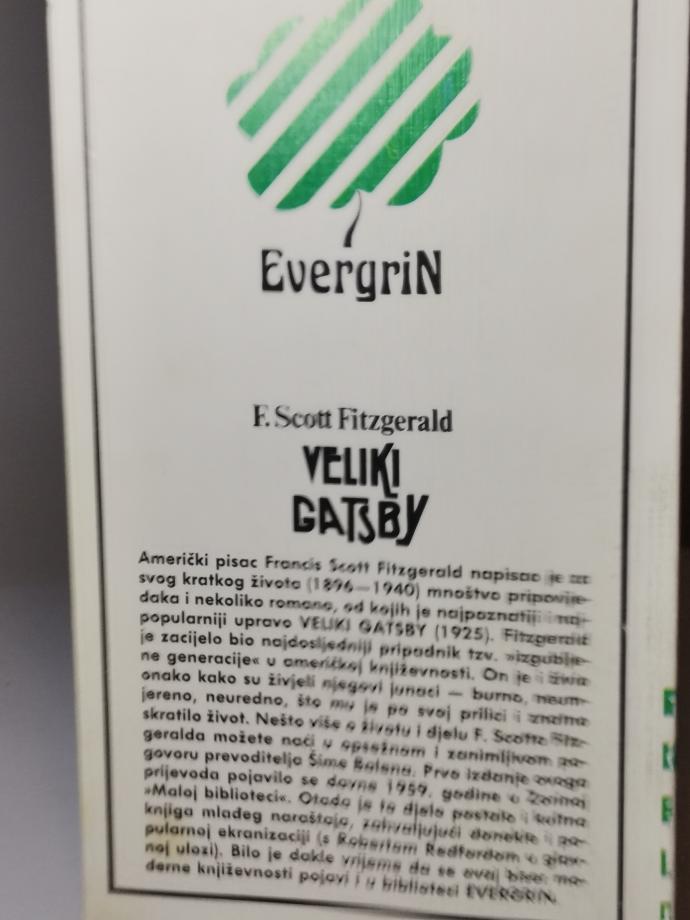 EvergriN
F. Scott Fitzgerald
VELIKI
GATSBY
Američki pisac Francis Scott Fitzgerald napisao je za
svog kratkog života (1896—1940) mnoštvo pripovije-
daka i nekoliko romana, od kojih je najpoznatiji i naj-
popularniji upravo VELIKI GATSBY (1925). Fitzgerald
je zacijelo bio najdosljedniji pripadnik tzv. »izgublje-
ne generacije« u američkoj književnosti. On je i živio
onako kako su živjeli njegovi junaci — burno, neum-
jereno, neuredno, što mu je po svoj prilici i znatno
skratilo život. Nešto više o životu i djelu F. Scotta Fitz-
geralda možete naći u opsežnom i zanimljivom po-
govoru prevoditelja Šime Balena. Prvo izdanje ovoga
prijevoda pojavilo se davne 1959. godine u Zorinoj
»Maloj biblioteci«. Otada je to djelo postalo i kultna
knjiga mlađeg naraštaja, zahvaljujući donekle i po-
pularnoj ekranizaciji (s Robertom Redfordom u glav-
noj ulozi). Bilo je dakle vrijeme da se ovaj biser mo-
derne književnosti pojavi i u biblioteci EVERGRIN.